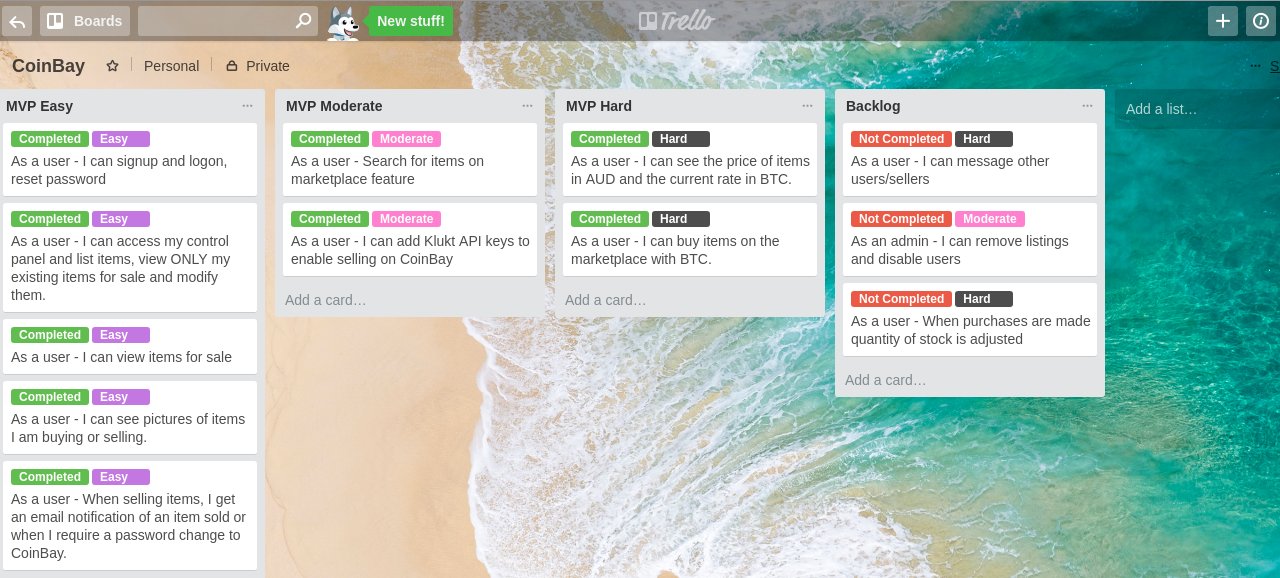 Boards
New stuff!
Trello
CoinBay
Personal
Private
MVP Easy
Completed Easy
As a user - I can signup and logon,
reset password
Completed Easy
As a user - I can access my control
panel and list items, view ONLY my
existing items for sale and modify
them.
Completed Easy
As a user - I can view items for sale
Completed Easy
As a user - I can see pictures of items
I am buying or selling.
Completed Easy
As a user - When selling items, I get
an email notification of an item sold or
when I require a password change to
CoinBay.
MVP Moderate
Completed Moderate
As a user - Search for items on
marketplace feature
Completed Moderate
As a user - I can add Klukt API keys to
enable selling on CoinBay
Add a card…
MVP Hard
Completed Hard
As a user - I can see the price of items
in AUD and the current rate in BTC.
Completed Hard
As a user - I can buy items on the
marketplace with BTC.
Add a card…
Backlog
Not Completed Hard
As a user - I can message other
users/sellers
Not Completed Moderate
As an admin - I can remove listings
and disable users
Not Completed Hard
As a user - When purchases are made
quantity of stock is adjusted
Add a card…
Add a list…